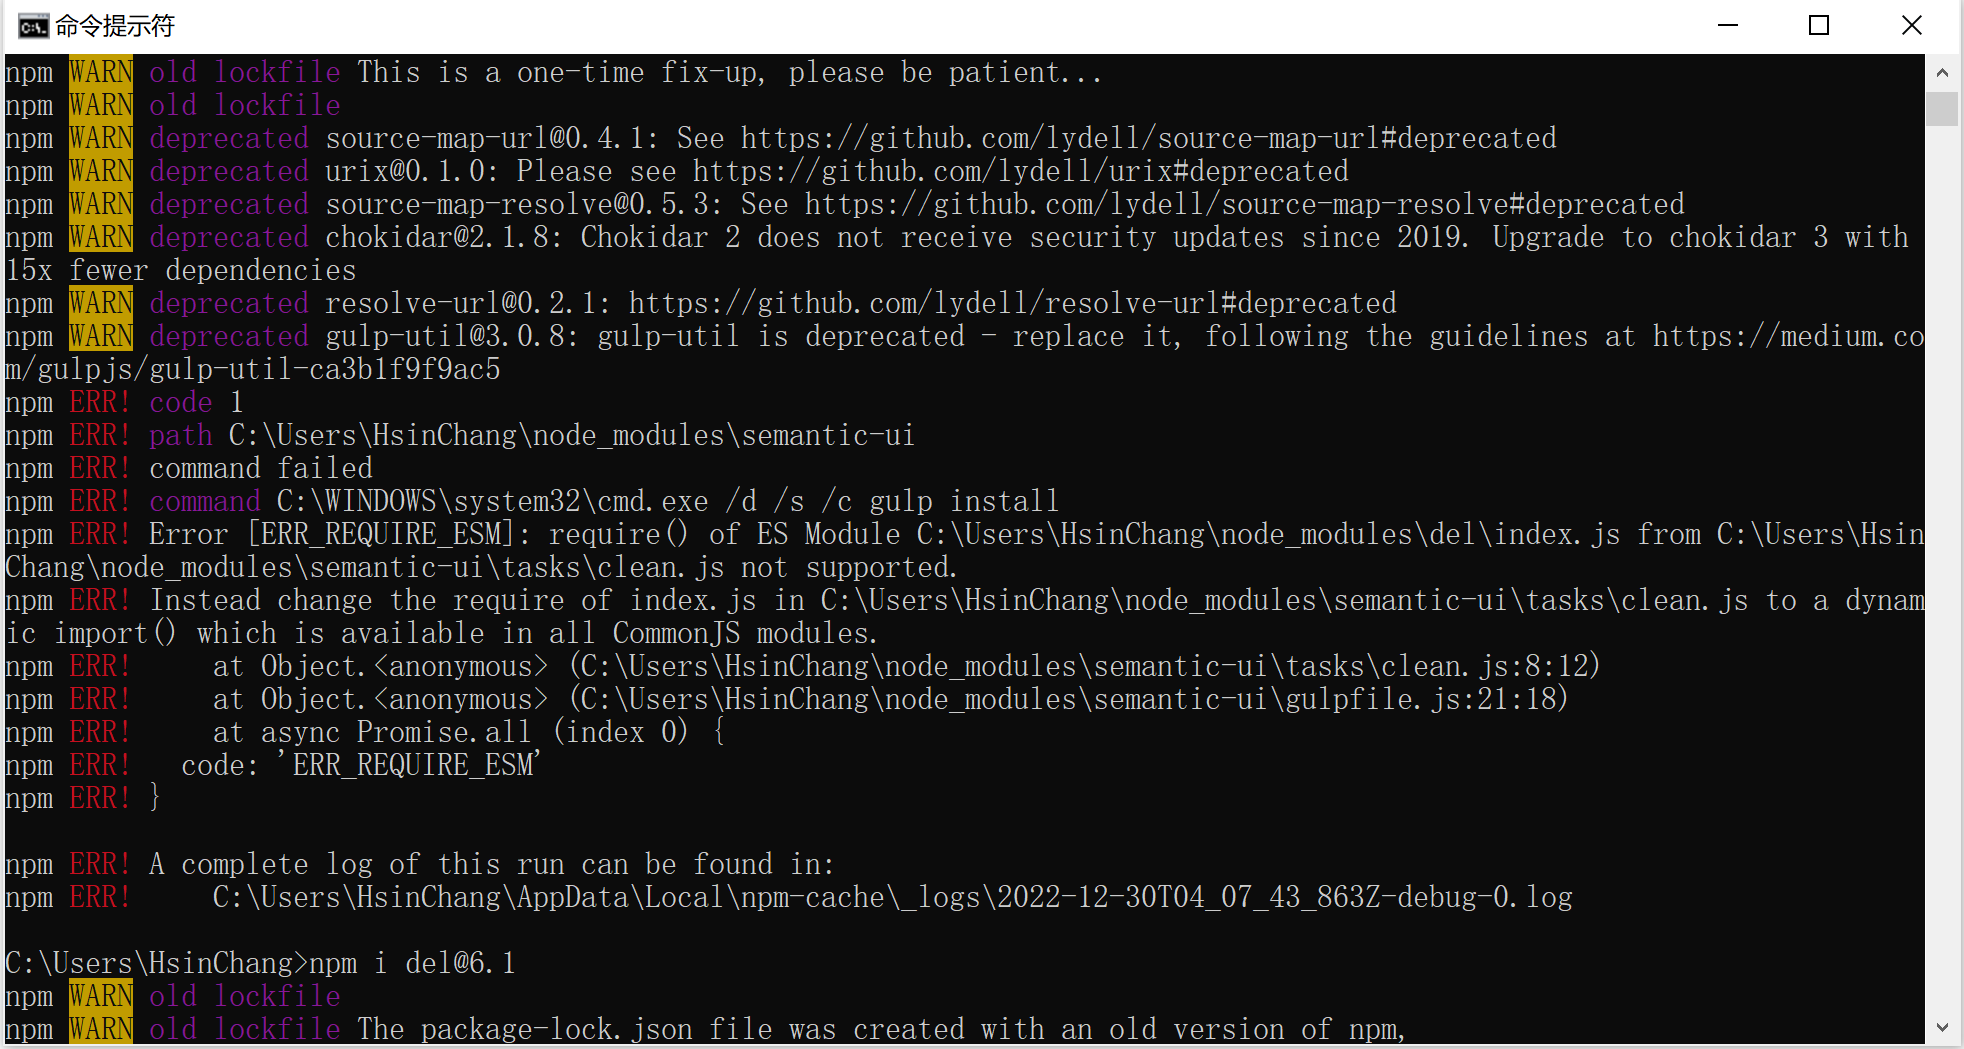 命令提示符
npm WARN old lockfile This is a one-time fix-up, please be patient...
npm WARN old lockfile
npm WARN deprecated source-map-url@0.4.1: See https://github.com/lydell/source-map-url#deprecated
npm WARN deprecated urix@0.1.0: Please see https://github.com/lydell/urix#deprecated
npm WARN deprecated source-map-resolve@0.5.3: See https://github.com/lydell/source-map-resolve#deprecated
npm WARN deprecated chokidar@2.1.8: Chokidar 2 does not receive security updates since 2019. Upgrade to chokidar 3 with
15x fewer dependencies
npm WARN deprecated resolve-url@0.2.1: https://github.com/lydell/resolve-url#deprecated
npm WARN deprecated gulp-util@3.0.8: gulp-util is deprecated - replace it, following the guidelines at https://medium.co
m/gulpjs/gulp-util-ca3b1f9f9ac5
npm ERR! code 1
npm ERR! path C:\Users\HsinChang\node_modules\semantic-ui
npm ERR! command failed
npm ERR! command C:\WINDOWS\system32\cmd.exe /d /s /c gulp install
npm ERR! Error [ERR_REQUIRE_ESM]: require() of ES Module C:\Users\HsinChang\node_modules\del\index.js from C:\Users\Hsin
Chang\node_modules\semantic-ui\tasks\clean.js not supported.
npm ERR! Instead change the require of index.js in C:\Users\HsinChang\node_modules\semantic-ui\tasks\clean.js to a dynam
ic import() which is available in all CommonJS modules.
npm ERR!     at Object.<anonymous> (C:\Users\HsinChang\node_modules\semantic-ui\tasks\clean.js:8:12)
npm ERR!     at Object.<anonymous> (C:\Users\HsinChang\node_modules\semantic-ui\gulpfile.js:21:18)
npm ERR!     at async Promise.all (index 0) {
npm ERR!   code: 'ERR_REQUIRE_ESM'
npm ERR! }
npm ERR! A complete log of this run can be found in:
npm ERR!     C:\Users\HsinChang\AppData\Local\npm-cache\_logs\2022-12-30T04_07_43_863Z-debug-0.log
C:\Users\HsinChang>npm i del@6.1
npm WARN old lockfile
npm WARN old lockfile The package-lock.json file was created with an old version of npm,